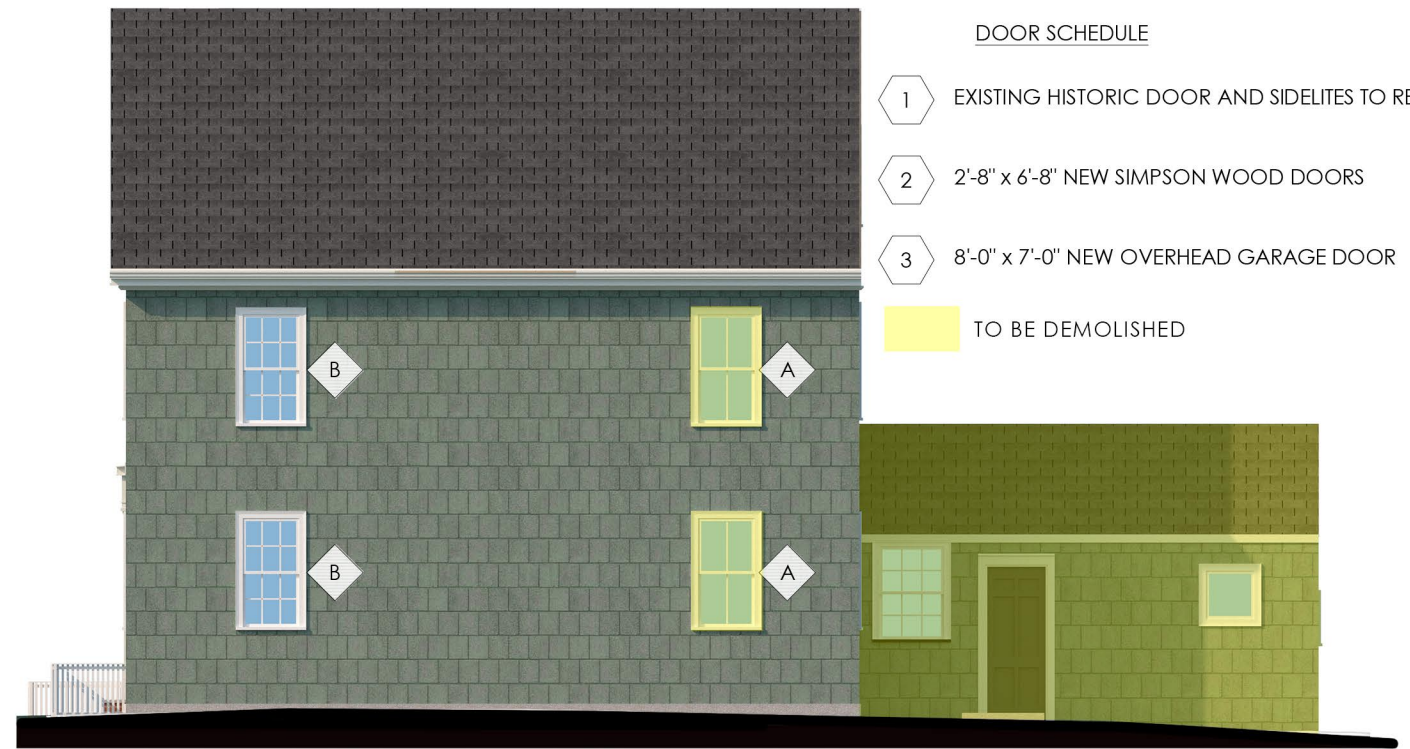 DOOR SCHEDULE
1 EXISTING HISTORIC DOOR AND SIDELITES TO
2 2'-8" x 6'-8" NEW SIMPSON WOOD DOORS
3 8'-0" x 7'-0" NEW OVERHEAD GARAGE DOOR
TO BE DEMOLISHED
B
A
B
A